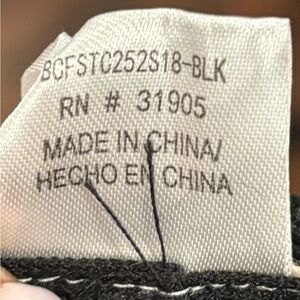 BCFSTC252S18-BLK
RN # 31905
MADE IN CHINA/
HECHO EN CHINA